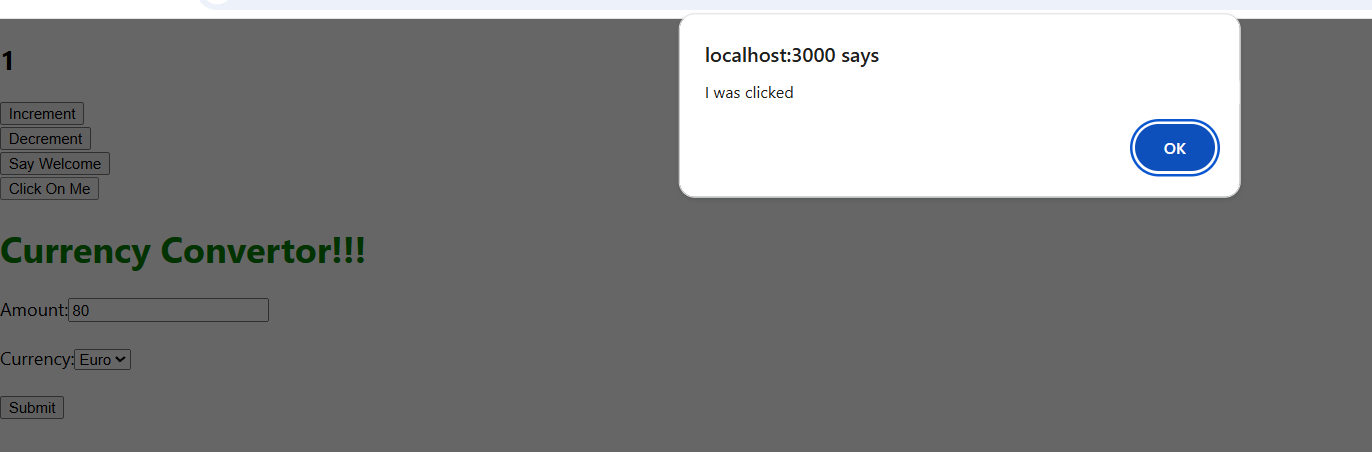 localhost:3000 says
I was clicked
OK
1
Increment
Decrement
Say Welcome
Click On Me
Currency Convertor!!!
Amount:80
Currency:Euro
Submit